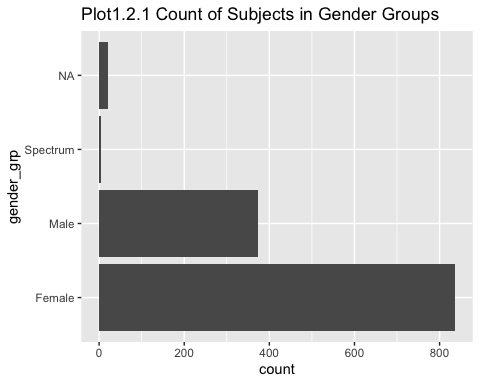 Plot1.2.1 Count of Subjects in Gender Groups
NA
Spectrum
Male
Female
gender_grp
0 200 400 600 800
count